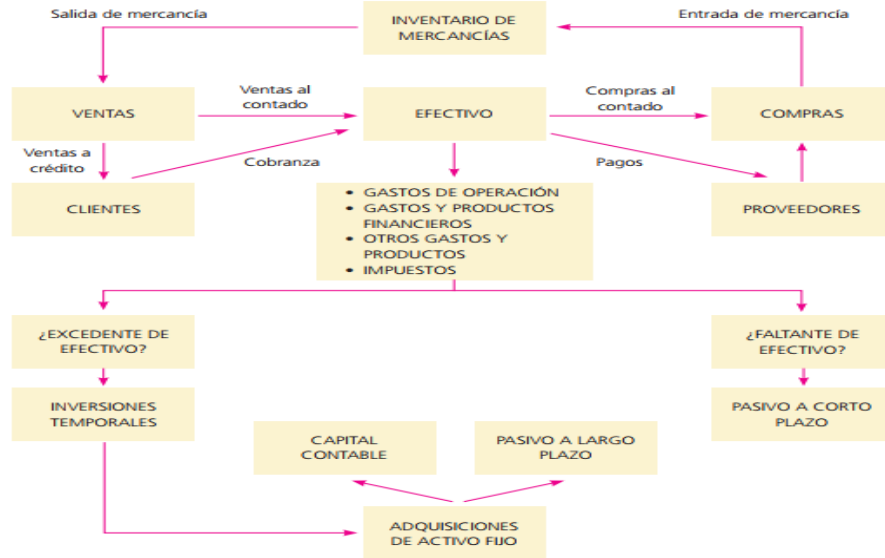 Salida de mercancía
INVENTARIO DE
MERCANCÍAS
Entrada de mercancía
VENTAS
Ventas al
contado
EFECTIVO
Compras al
contado
COMPRAS
Ventas a
crédito
Cobranza
Pagos
CLIENTES
• GASTOS DE OPERACIÓN
• GASTOS Y PRODUCTOS
FINANCIEROS
• OTROS GASTOS Y
PRODUCTOS
• IMPUESTOS
PROVEEDORES
¿EXCEDENTE DE
EFECTIVO?
¿FALTANTE DE
EFECTIVO?
INVERSIONES
TEMPORALES
PASIVO A CORTO
PLAZO
CAPITAL
CONTABLE
PASIVO A LARGO
PLAZO
ADQUISICIONES
DE ACTIVO FIJO